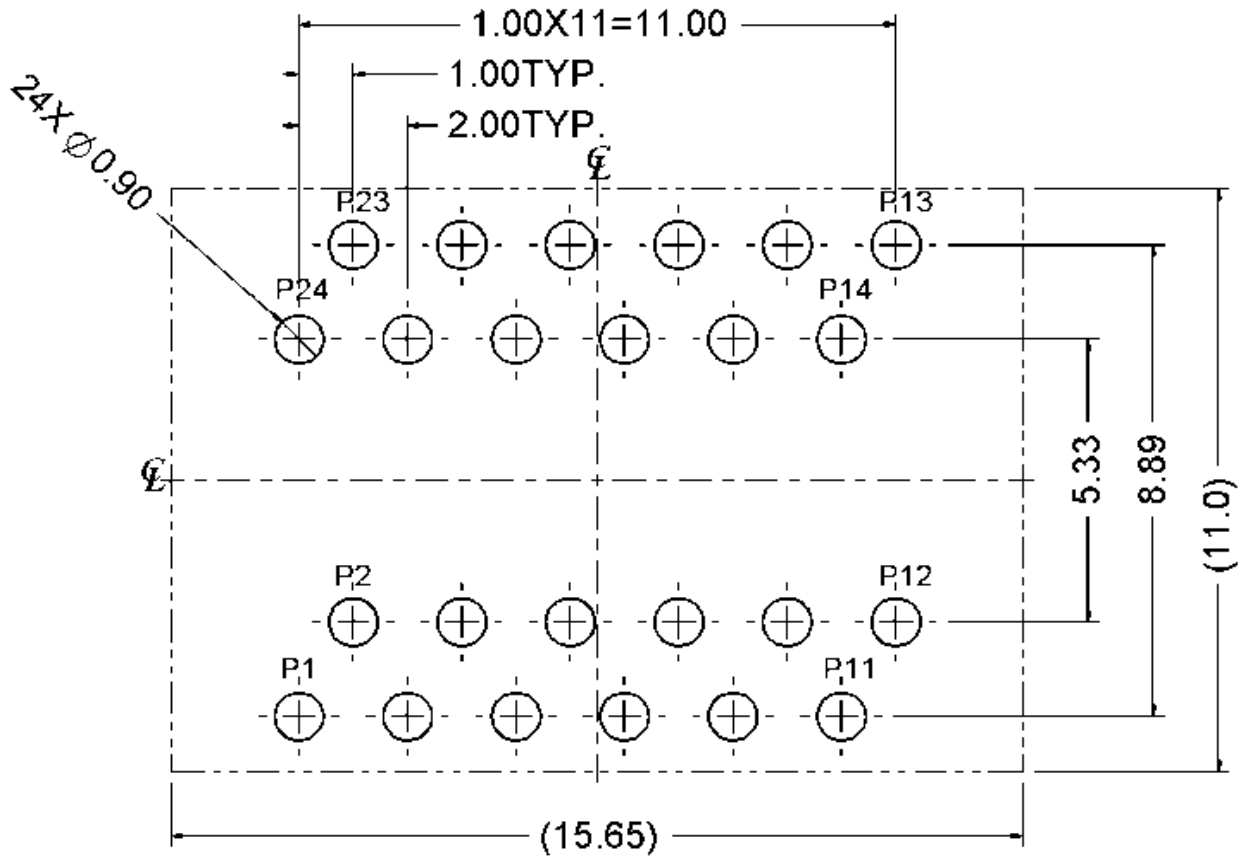 1.00X11=11.00
1.00TYP.
2.00TYP.
24X Ø0.90
℄
P23
P13
P24
P14
℄
5.33
8.89
(11.0)
P2
P12
P1
P11
(15.65)